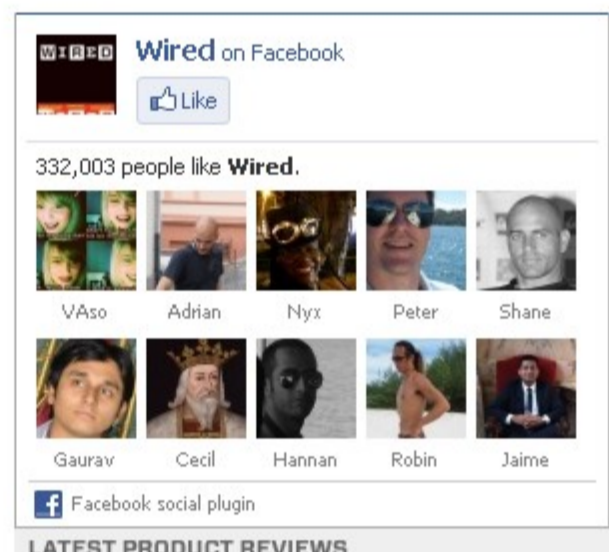 WIRED
Wired on Facebook
Like
332,003 people like Wired.
VAso Adrian Nyx Peter Shane
Gaurav Cecil Hannan Robin Jaime
f Facebook social plugin
LATEST PRODUCT REVIEWS